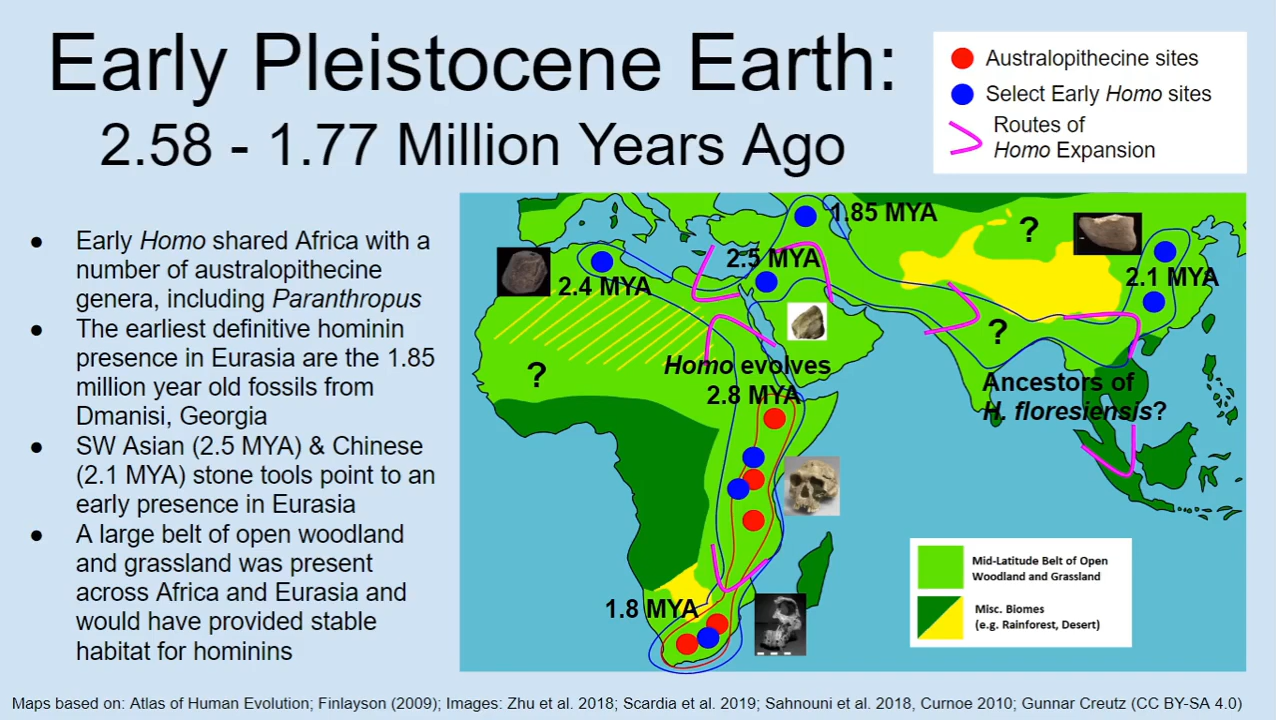 Early Pleistocene Earth:
2.58 - 1.77 Million Years Ago
Australopithecine sites
Select Early Homo sites
Routes of
Homo Expansion
● Early Homo shared Africa with a
number of australopithecine
genera, including Paranthropus
● The earliest definitive hominin
presence in Eurasia are the 1.85
million year old fossils from
Dmanisi, Georgia
● SW Asian (2.5 MYA) & Chinese
(2.1 MYA) stone tools point to an
early presence in Eurasia
● A large belt of open woodland
and grassland was present
across Africa and Eurasia and
would have provided stable
habitat for hominins
1.85 MYA
?
2.5 MYA
2.4 MYA
2.1 MYA
?
?
Homo evolves
2.8 MYA
Ancestors of
H. floresiensis?
1.8 MYA
Mid-Latitude Belt of Open
Woodland and Grassland
Misc. Biomes
(e.g. Rainforest, Desert)
Maps based on: Atlas of Human Evolution; Finlayson (2009); Images: Zhu et al. 2018; Scardia et al. 2019; Sahnouni et al. 2018, Curnoe 2010; Gunnar Creutz (CC BY-SA 4.0)